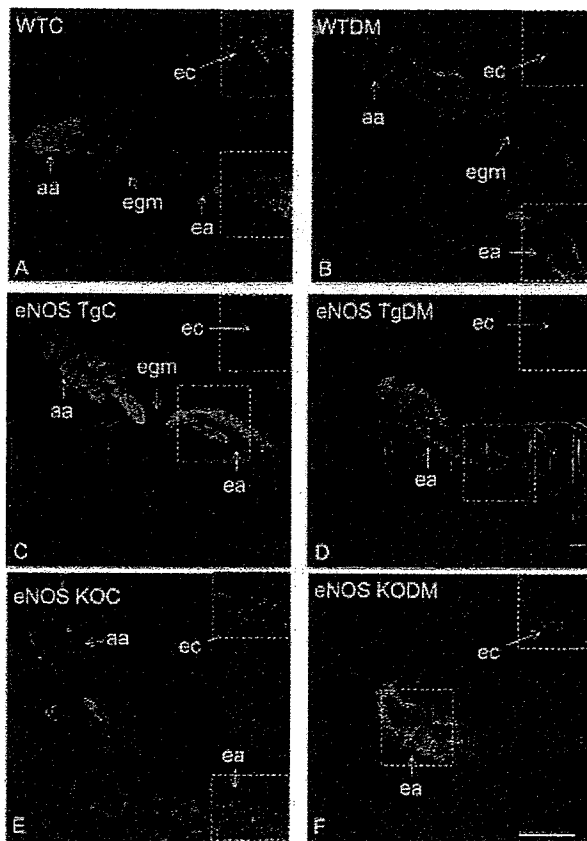 WTC
ec
aa
egm
ea
A
WTDM
ec
aa
egm
ea
B
eNOS TgC
ec
egm
aa
ea
C
eNOS TgDM
ec
ea
D
eNOS KOC
aa
ec
ea
E
eNOS KODM
ec
ea
F